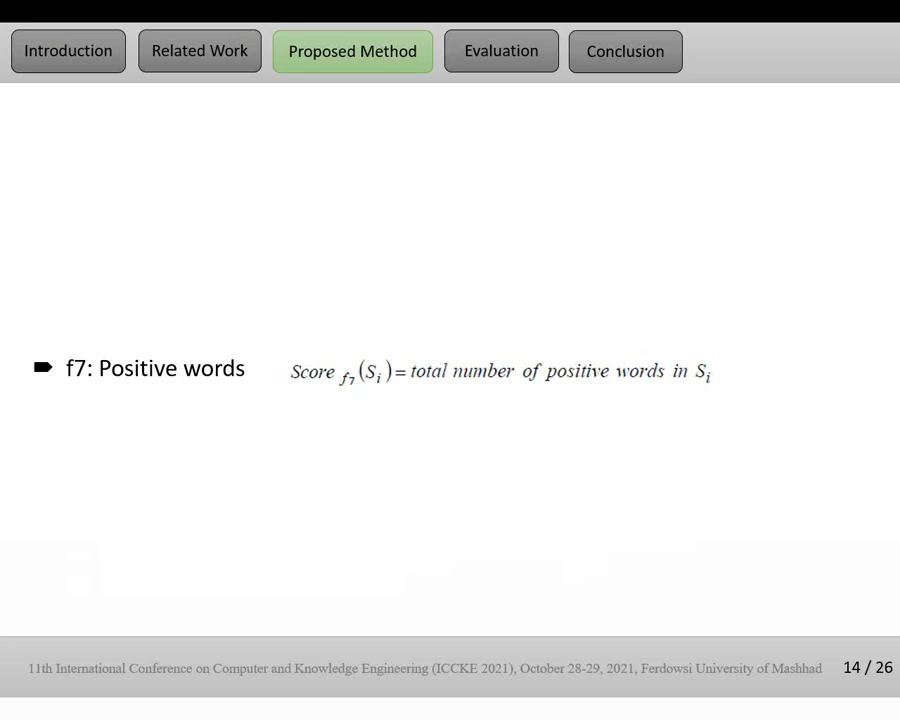 Introduction
Related Work
Proposed Method
Evaluation
Conclusion
f7: Positive words
Score f7 (Si) = total number of positive words in Si
11th International Conference on Computer and Knowledge Engineering (ICCKE 2021), October 28-29, 2021, Ferdowsi University of Mashhad
14 / 26